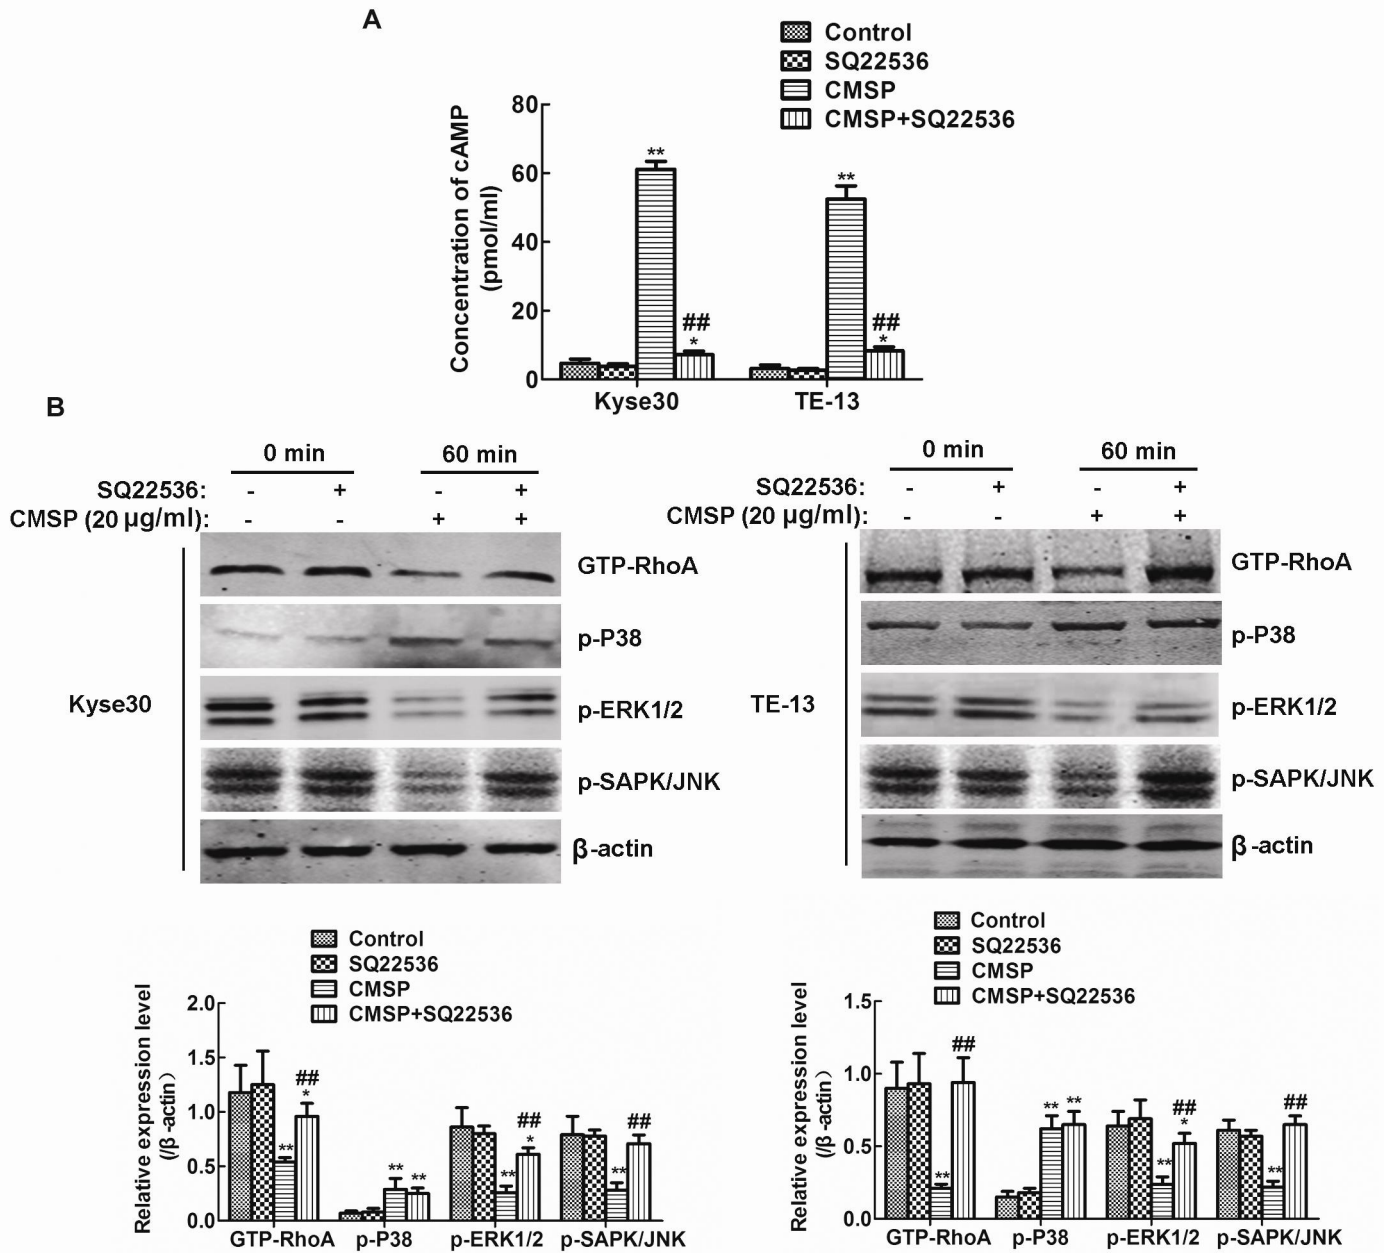 A
Control
SQ22536
CMSP
CMSP+SQ22536
Concentration of cAMP
(pmol/ml)
80
60
40
20
0
**
##
*
**
##
*
Kyse30
TE-13
B
0 min
60 min
SQ22536:
-
+
-
+
CMSP (20 µg/ml):
-
-
+
+
Kyse30
GTP-RhoA
p-P38
p-ERK1/2
p-SAPK/JNK
β-actin
0 min
60 min
SQ22536:
-
+
-
+
CMSP (20 µg/ml):
-
-
+
+
TE-13
GTP-RhoA
p-P38
p-ERK1/2
p-SAPK/JNK
β-actin
Control
SQ22536
CMSP
CMSP+SQ22536
Relative expression level
(/β-actin)
2.0
1.5
1.0
0.5
0.0
**
##
*
**
**
**
##
*
**
##
GTP-RhoA
p-P38
p-ERK1/2
p-SAPK/JNK
Control
SQ22536
CMSP
CMSP+SQ22536
Relative expression level
(/β-actin)
1.5
1.0
0.5
0.0
**
##
**
**
**
##
*
**
##
GTP-RhoA
p-P38
p-ERK1/2
p-SAPK/JNK